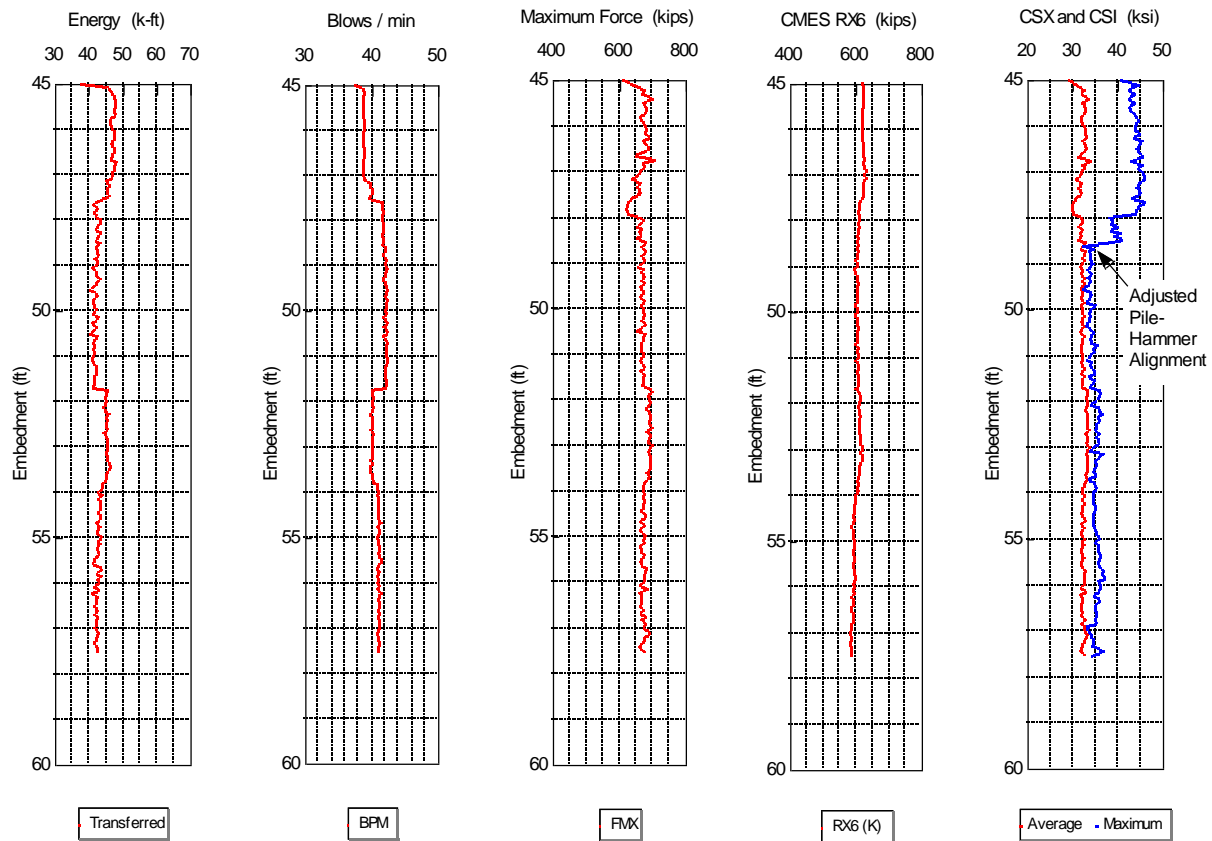 Energy (k-ft)
30 40 50 60 70
45
50
55
60
Embedment (ft)
Transferred
Blows / min
30 40 50
45
50
55
60
Embedment (ft)
BPM
Maximum Force (kips)
400 600 800
45
50
55
60
Embedment (ft)
FMX
CMES RX6 (kips)
400 600 800
45
50
55
60
Embedment (ft)
RX6 (K)
CSX and CSI (ksi)
20 30 40 50
45
50
55
60
Embedment (ft)
Adjusted
Pile-
Hammer
Alignment
Average Maximum